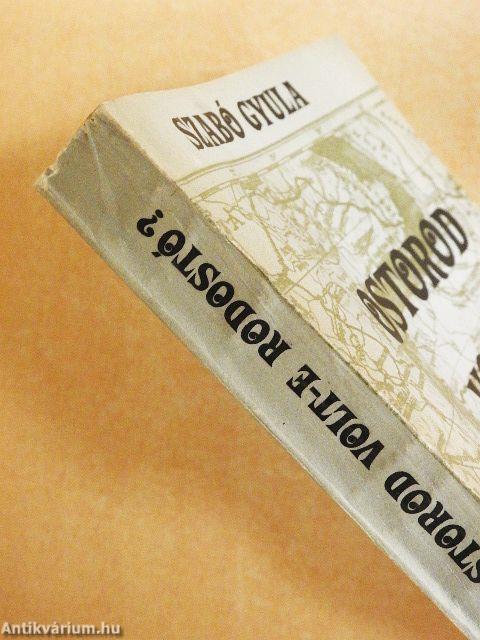 SZABÓ GYULA
OSTOROD
STOROD VOLT-E RODOSTÓ?
Antikvárium.hu